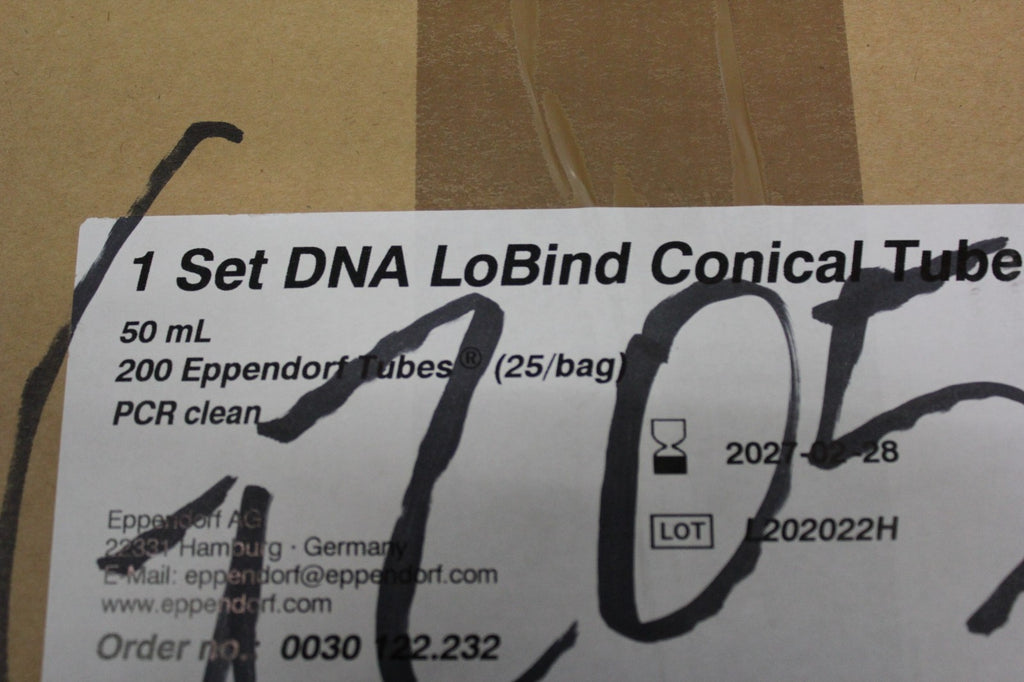 1 Set DNA LoBind Conical Tube
50 mL
200 Eppendorf Tubes® (25/bag)
PCR clean
2027-02-28
LOT L202022H
Eppendorf AG
22331 Hamburg · Germany
E-Mail: eppendorf@eppendorf.com
www.eppendorf.com
Order no.: 0030 122.232